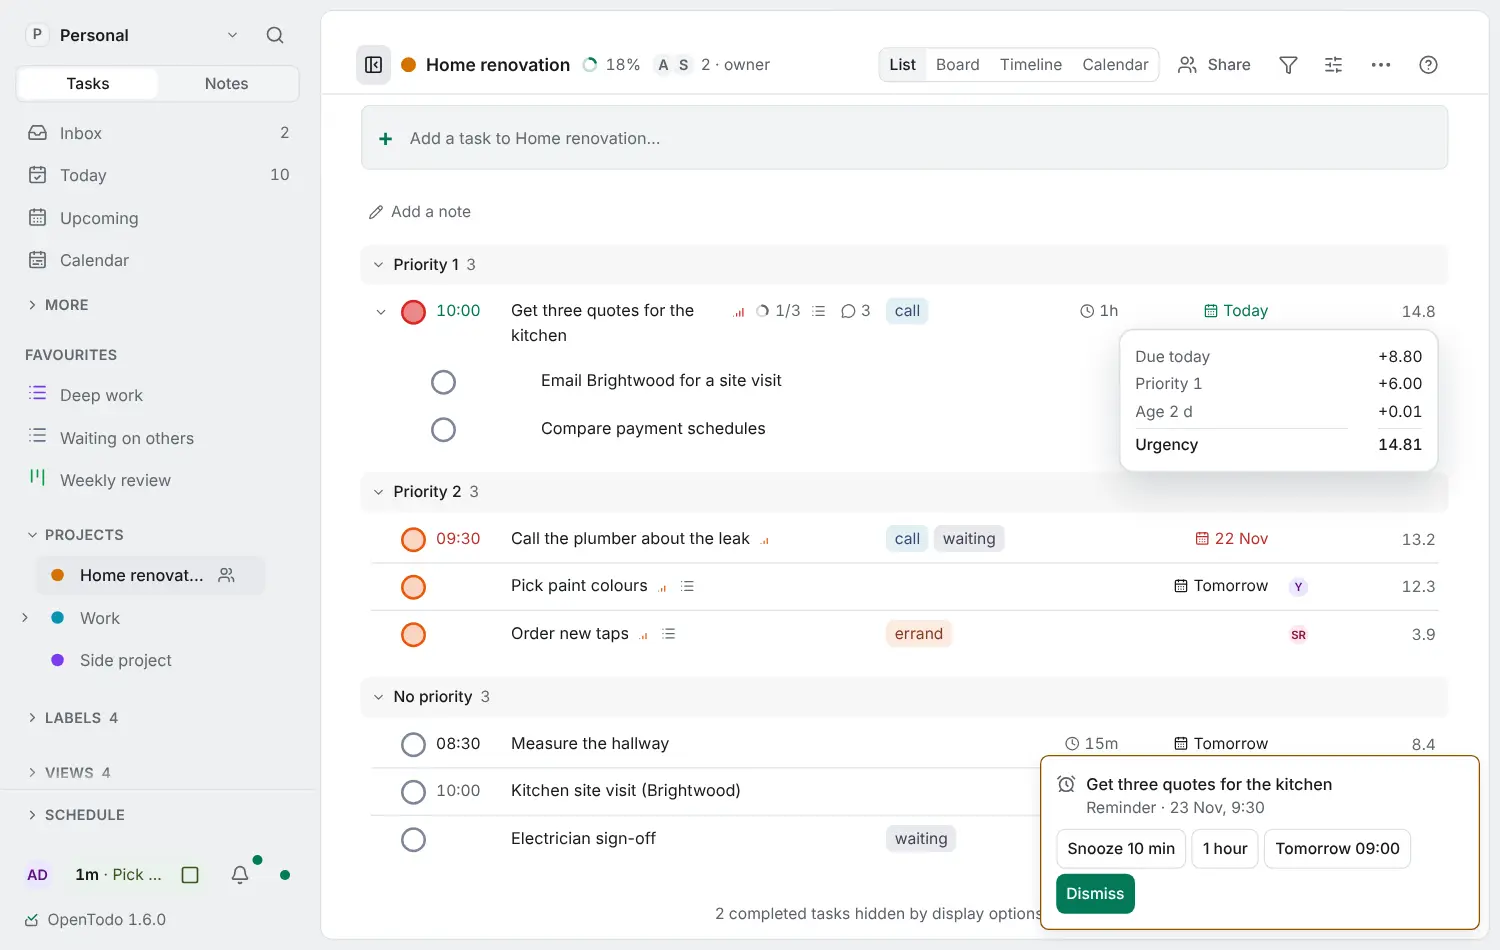 P Personal
Tasks Notes
Inbox 2
Today 10
Upcoming
Calendar
MORE
FAVOURITES
Deep work
Waiting on others
Weekly review
PROJECTS
Home renovat...
Work
Side project
LABELS 4
VIEWS 4
SCHEDULE
AD 1m · Pick ...
OpenTodo 1.6.0
Home renovation 18% A S 2 · owner
List Board Timeline Calendar Share
Add a task to Home renovation...
Add a note
Priority 1 3
10:00 Get three quotes for the kitchen 1/3 3 call 1h Today 14.8
Email Brightwood for a site visit
Compare payment schedules
Due today +8.80
Priority 1 +6.00
Age 2 d +0.01
Urgency 14.81
Priority 2 3
09:30 Call the plumber about the leak call waiting 22 Nov 13.2
Pick paint colours Tomorrow Y 12.3
Order new taps errand SR 3.9
No priority 3
08:30 Measure the hallway 15m Tomorrow 8.4
10:00 Kitchen site visit (Brightwood)
Electrician sign-off waiting
2 completed tasks hidden by display options
Get three quotes for the kitchen
Reminder · 23 Nov, 9:30
Snooze 10 min 1 hour Tomorrow 09:00
Dismiss